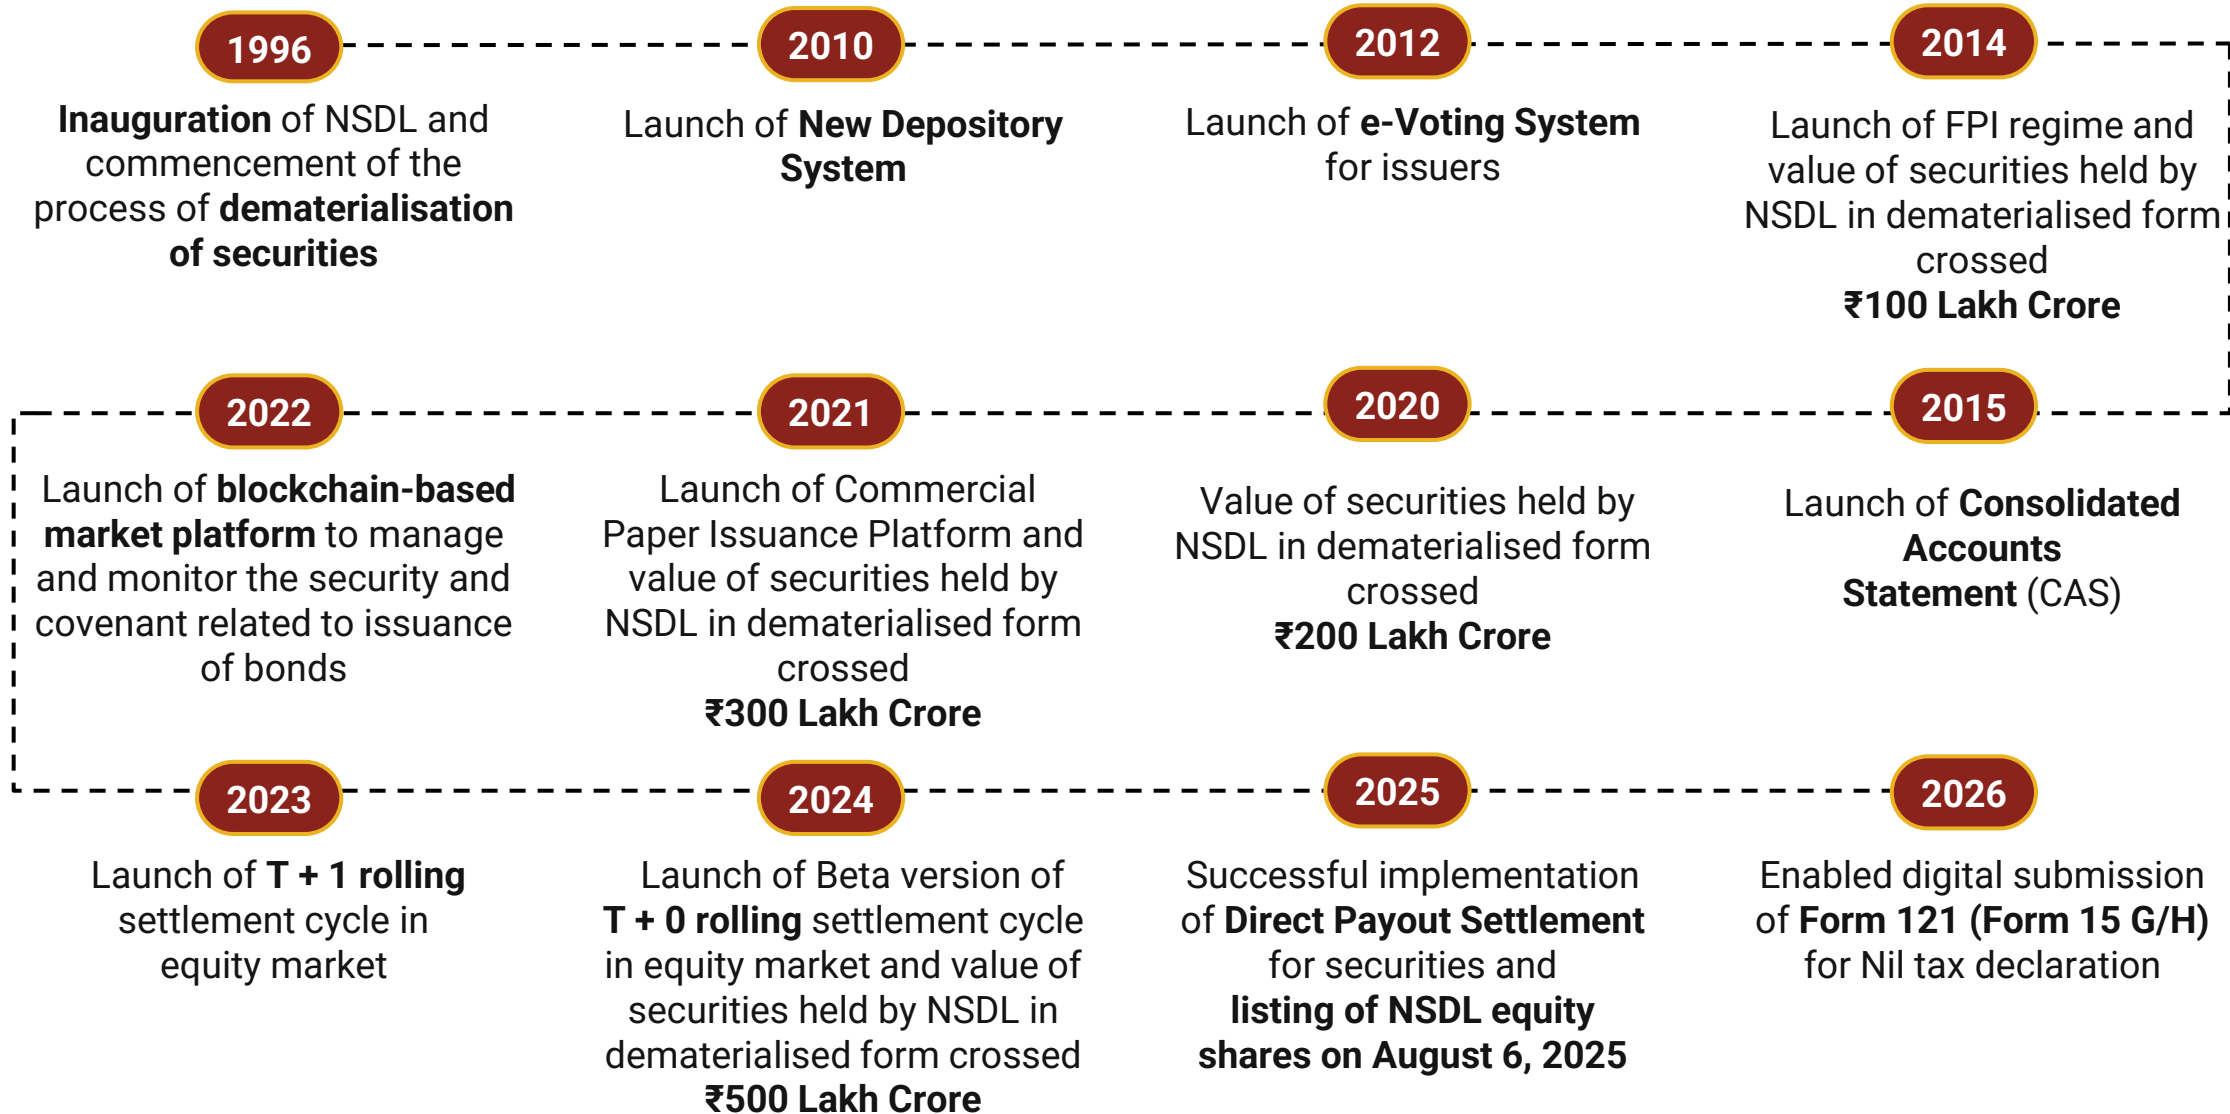 1996
Inauguration of NSDL and
commencement of the
process of dematerialisation
of securities
2010
Launch of New Depository
System
2012
Launch of e-Voting System
for issuers
2014
Launch of FPI regime and
value of securities held by
NSDL in dematerialised form
crossed
₹100 Lakh Crore
2015
Launch of Consolidated
Accounts
Statement (CAS)
2020
Value of securities held by
NSDL in dematerialised form
crossed
₹200 Lakh Crore
2021
Launch of Commercial
Paper Issuance Platform and
value of securities held by
NSDL in dematerialised form
crossed
₹300 Lakh Crore
2022
Launch of blockchain-based
market platform to manage
and monitor the security and
covenant related to issuance
of bonds
2023
Launch of T + 1 rolling
settlement cycle in
equity market
2024
Launch of Beta version of
T + 0 rolling settlement cycle
in equity market and value of
securities held by NSDL in
dematerialised form crossed
₹500 Lakh Crore
2025
Successful implementation
of Direct Payout Settlement
for securities and
listing of NSDL equity
shares on August 6, 2025
2026
Enabled digital submission
of Form 121 (Form 15 G/H)
for Nil tax declaration